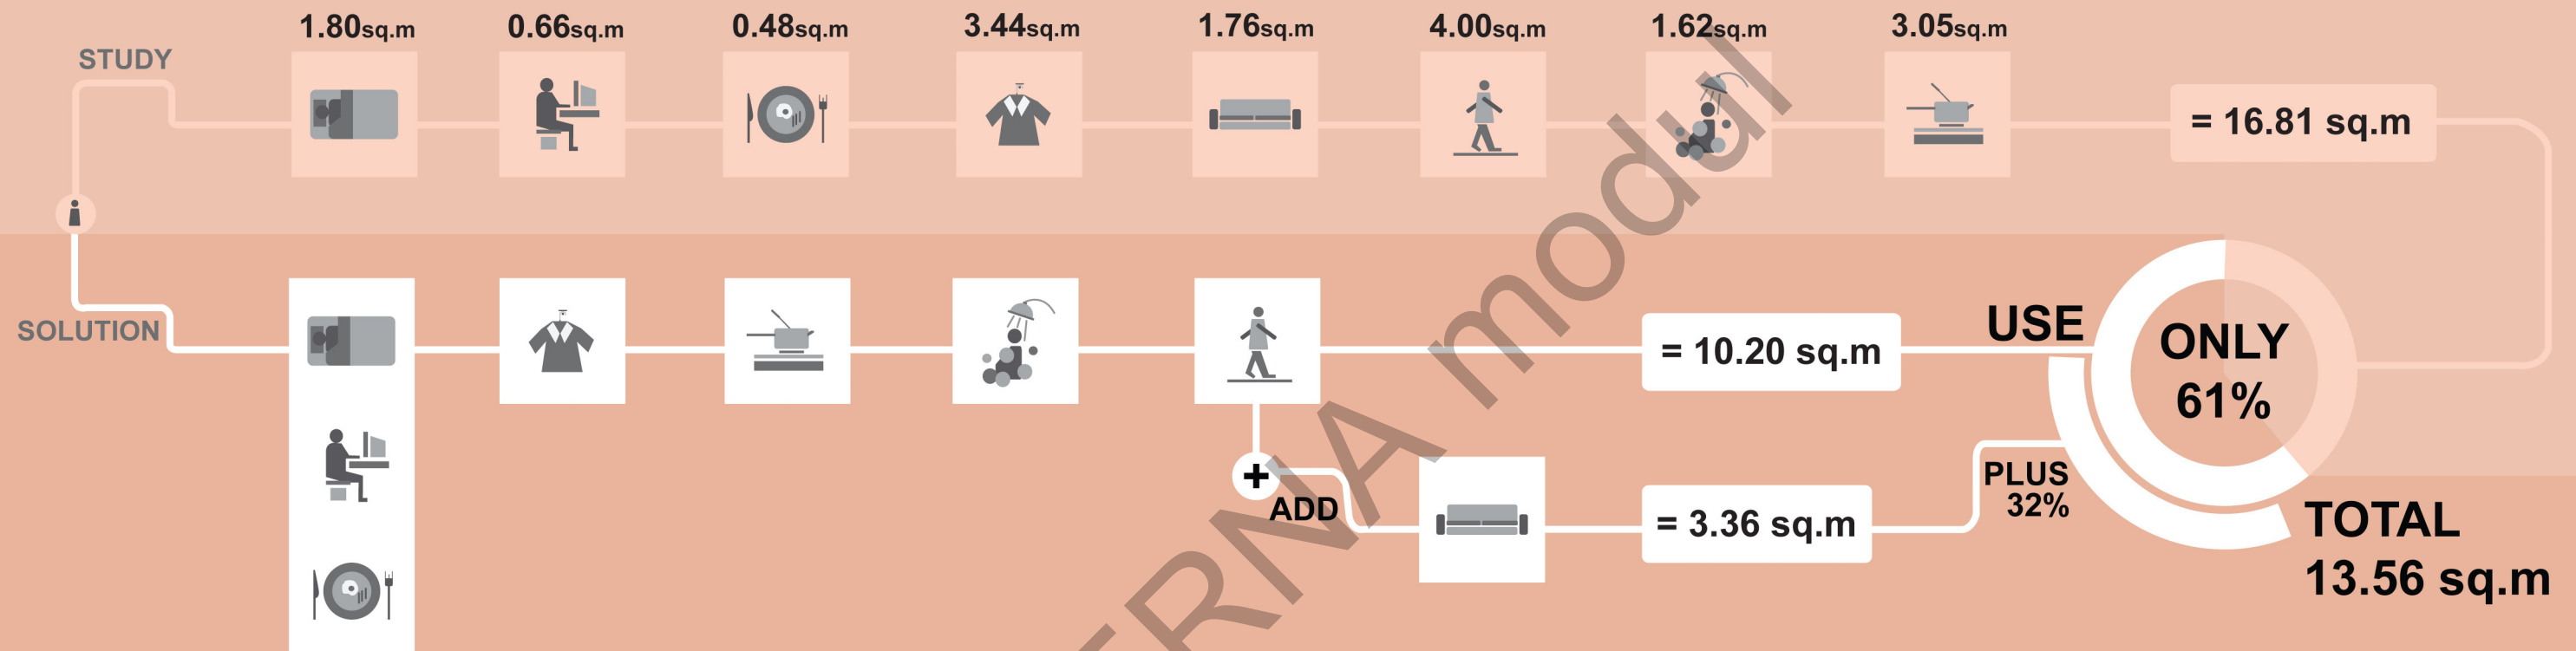 1.80sq.m 0.66sq.m 0.48sq.m 3.44sq.m 1.76sq.m 4.00sq.m 1.62sq.m 3.05sq.m
STUDY
= 16.81 sq.m
SOLUTION
= 10.20 sq.m
USE
ONLY
61%
ADD
= 3.36 sq.m
PLUS
32%
TOTAL
13.56 sq.m
modul